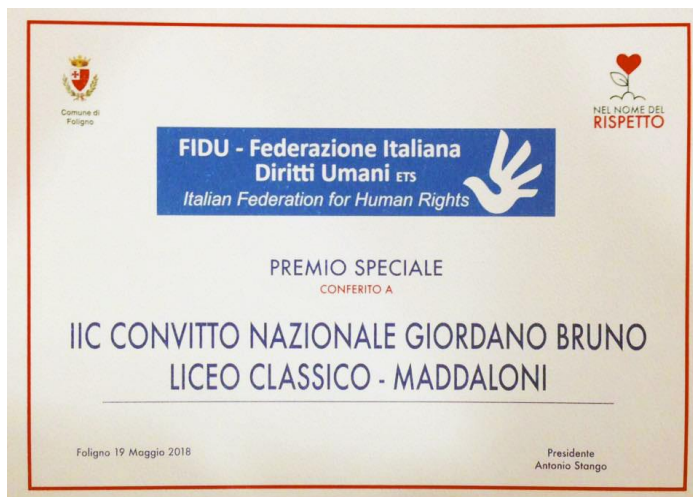 Comune di
Foligno
NEL NOME DEL
RISPETTO
FIDU - Federazione Italiana
Diritti Umani ETS
Italian Federation for Human Rights
PREMIO SPECIALE
CONFERITO A
IIC CONVITTO NAZIONALE GIORDANO BRUNO
LICEO CLASSICO - MADDALONI
Foligno 19 Maggio 2018
Presidente
Antonio Stango